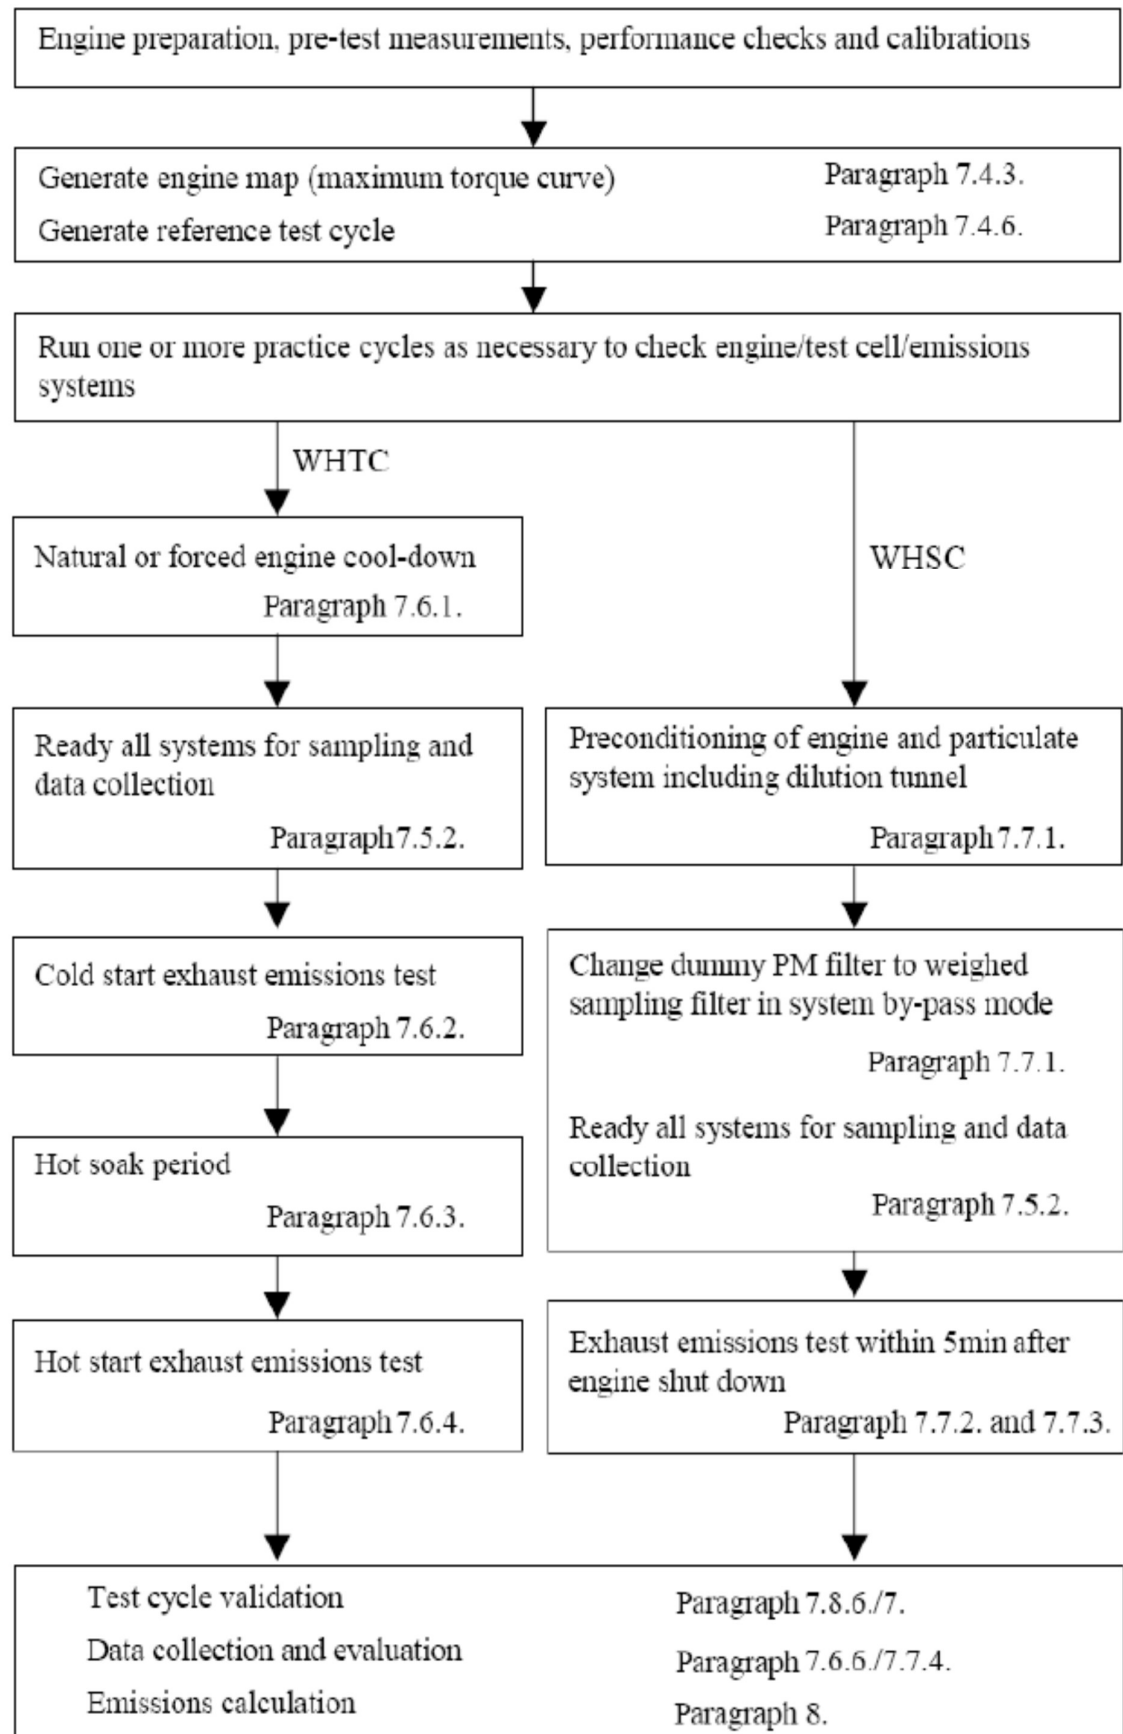 Engine preparation, pre-test measurements, performance checks and calibrations
Generate engine map (maximum torque curve) Paragraph 7.4.3.
Generate reference test cycle Paragraph 7.4.6.
Run one or more practice cycles as necessary to check engine/test cell/emissions
systems
WHTC
Natural or forced engine cool-down
Paragraph 7.6.1.
Ready all systems for sampling and
data collection
Paragraph 7.5.2.
Cold start exhaust emissions test
Paragraph 7.6.2.
Hot soak period
Paragraph 7.6.3.
Hot start exhaust emissions test
Paragraph 7.6.4.
WHSC
Preconditioning of engine and particulate
system including dilution tunnel
Paragraph 7.7.1.
Change dummy PM filter to weighed
sampling filter in system by-pass mode
Paragraph 7.7.1.
Ready all systems for sampling and data
collection
Paragraph 7.5.2.
Exhaust emissions test within 5min after
engine shut down
Paragraph 7.7.2. and 7.7.3.
Test cycle validation Paragraph 7.8.6./7.
Data collection and evaluation Paragraph 7.6.6./7.7.4.
Emissions calculation Paragraph 8.